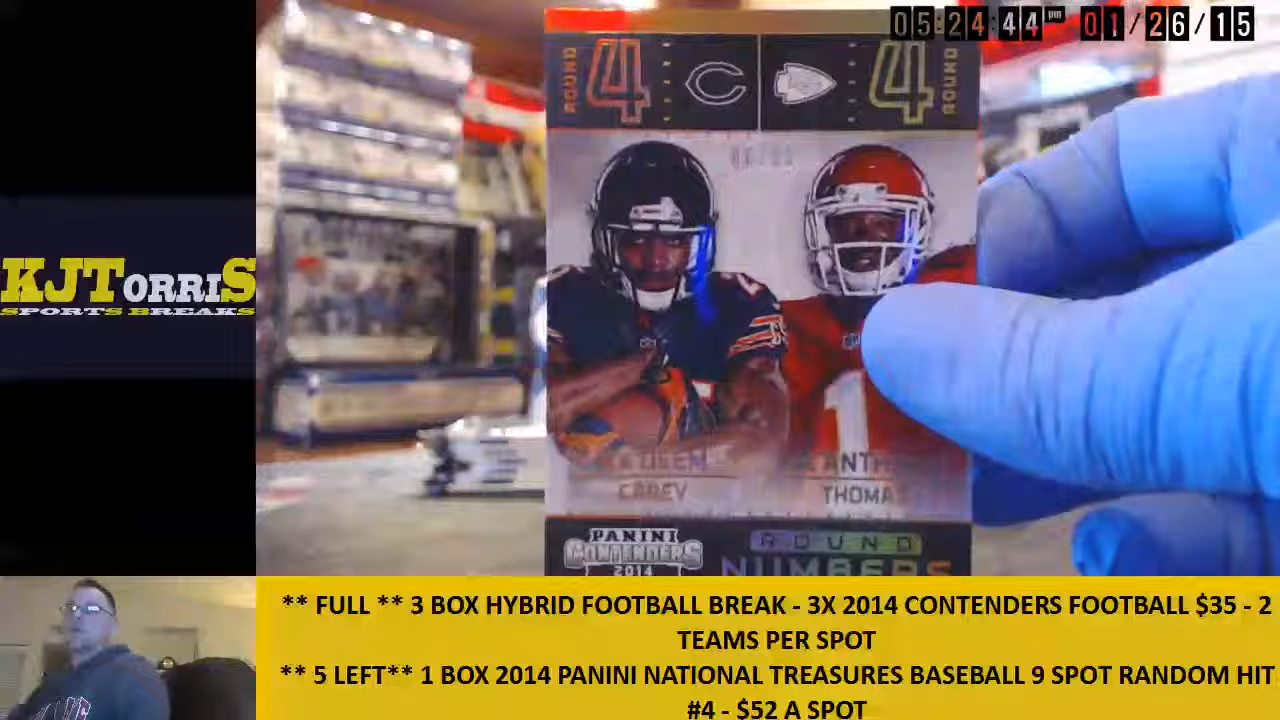 05:24:44 pm 01/26/15
ROUND 4
4 ROUND
KJTORRIS
SPORTS BREAKS
CAREY
THOMAS
PANINI
CONTENDERS
2014
ROUND
NUMBERS
** FULL ** 3 BOX HYBRID FOOTBALL BREAK - 3X 2014 CONTENDERS FOOTBALL $35 - 2
TEAMS PER SPOT
** 5 LEFT** 1 BOX 2014 PANINI NATIONAL TREASURES BASEBALL 9 SPOT RANDOM HIT
#4 - $52 A SPOT